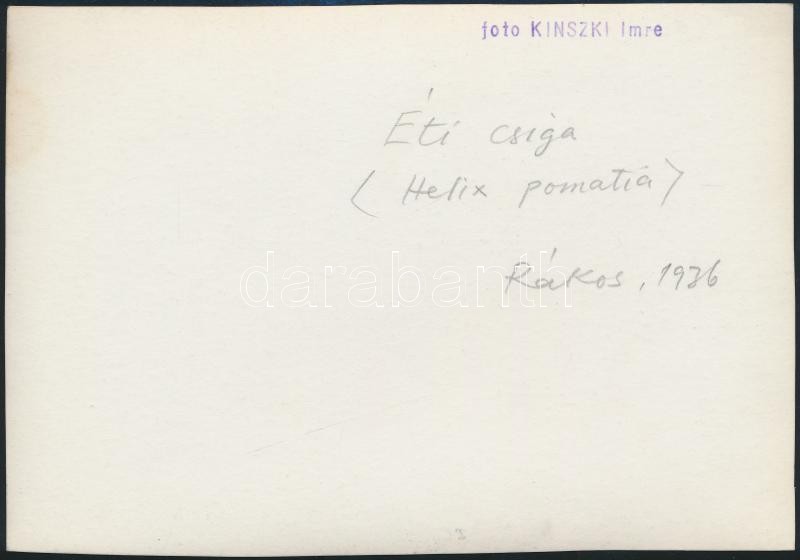 foto KINSZKI Imre
Éti csiga
(Helix pomatia)
darabanth
Rákos, 1936